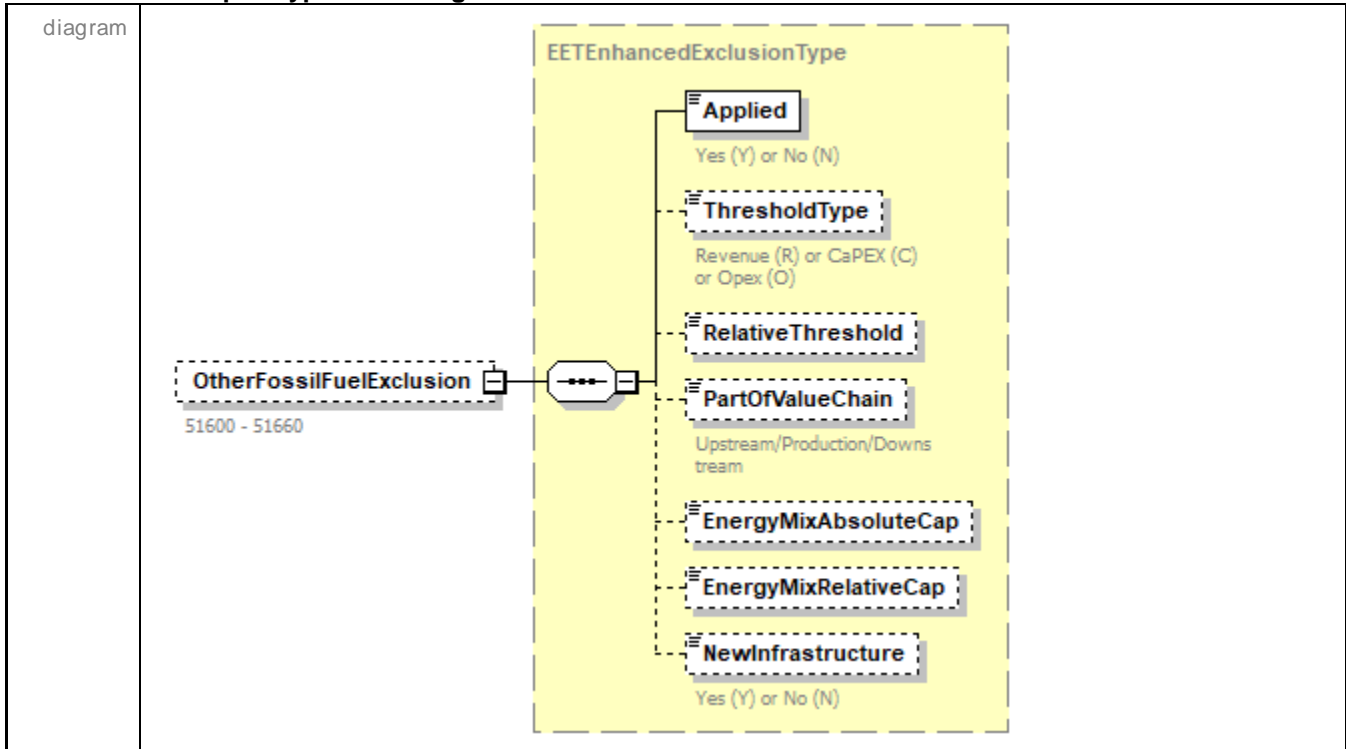 diagram
EETEnhancedExclusionType
Applied
Yes (Y) or No (N)
ThresholdType
Revenue (R) or CaPEX (C)
or Opex (O)
RelativeThreshold
OtherFossilFuelExclusion
51600 - 51660
PartOfValueChain
Upstream/Production/Downs
tream
EnergyMixAbsoluteCap
EnergyMixRelativeCap
NewInfrastructure
Yes (Y) or No (N)